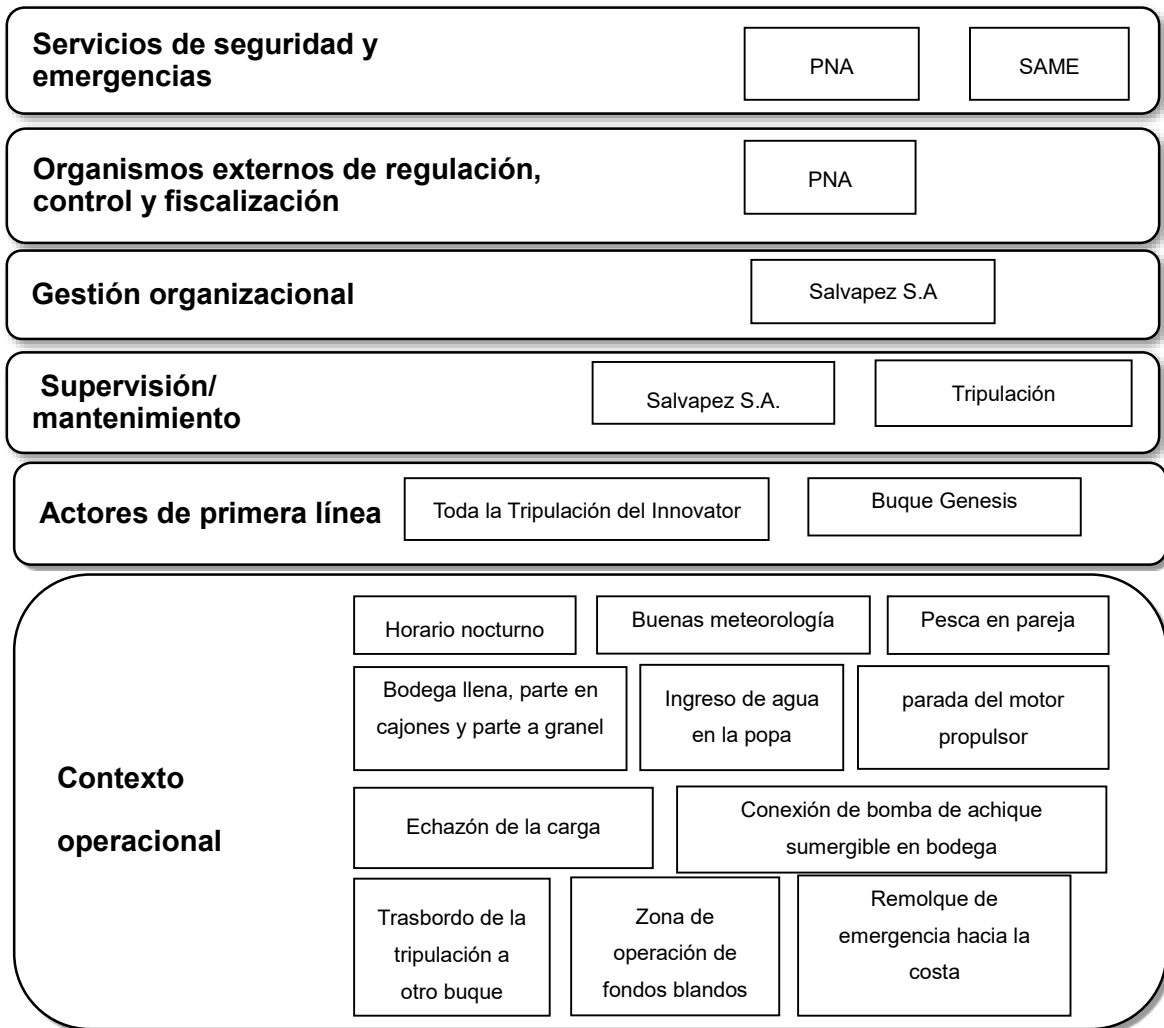 Servicios de seguridad y
emergencias
PNA
SAME
Organismos externos de regulación,
control y fiscalización
PNA
Gestión organizacional
Salvapez S.A
Supervisión/
mantenimiento
Salvapez S.A.
Tripulación
Actores de primera línea
Toda la Tripulación del Innovator
Buque Genesis
Contexto
operacional
Horario nocturno
Buenas meteorología
Pesca en pareja
Bodega llena, parte en
cajones y parte a granel
Ingreso de agua
en la popa
parada del motor
propulsor
Echazón de la carga
Conexión de bomba de achique
sumergible en bodega
Trasbordo de la
tripulación a
otro buque
Zona de
operación de
fondos blandos
Remolque de
emergencia hacia la
costa